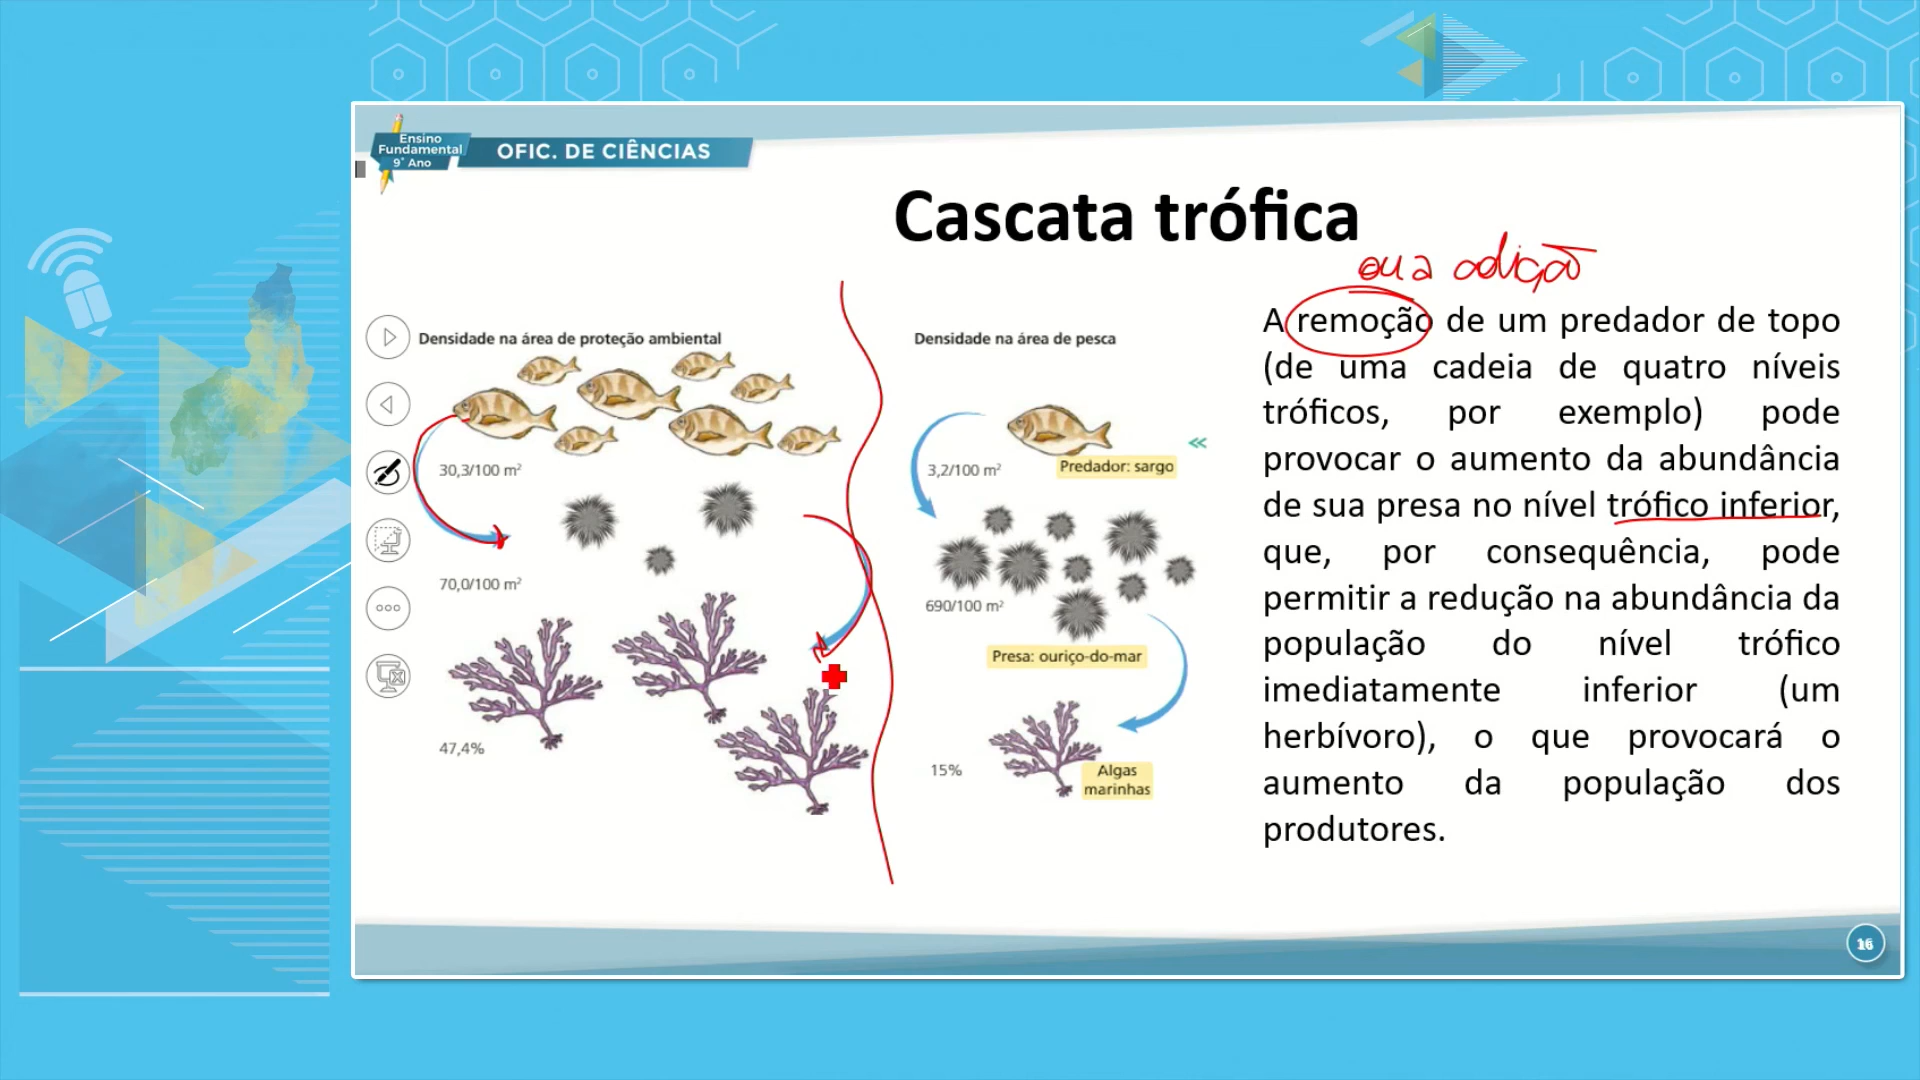 Ensino
Fundamental
9° Ano
OFIC. DE CIÊNCIAS
Cascata trófica
ou a adição
Densidade na área de proteção ambiental
30,3/100 m²
70,0/100 m²
47,4%
Densidade na área de pesca
3,2/100 m²
Predador: sargo
690/100 m²
Presa: ouriço-do-mar
15%
Algas
marinhas
A remoção de um predador de topo
(de uma cadeia de quatro níveis
tróficos, por exemplo) pode
provocar o aumento da abundância
de sua presa no nível trófico inferior,
que, por consequência, pode
permitir a redução na abundância da
população do nível trófico
imediatamente inferior (um
herbívoro), o que provocará o
aumento da população dos
produtores.
16